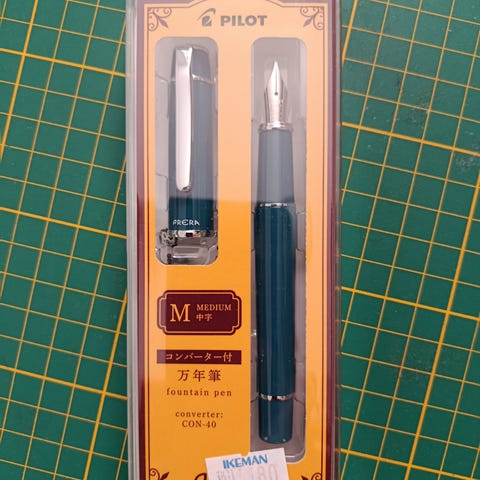 PILOT
PRERA
M
MEDIUM
中字
コンバーター付
万年筆
fountain pen
converter:
CON-40
IKEMAN